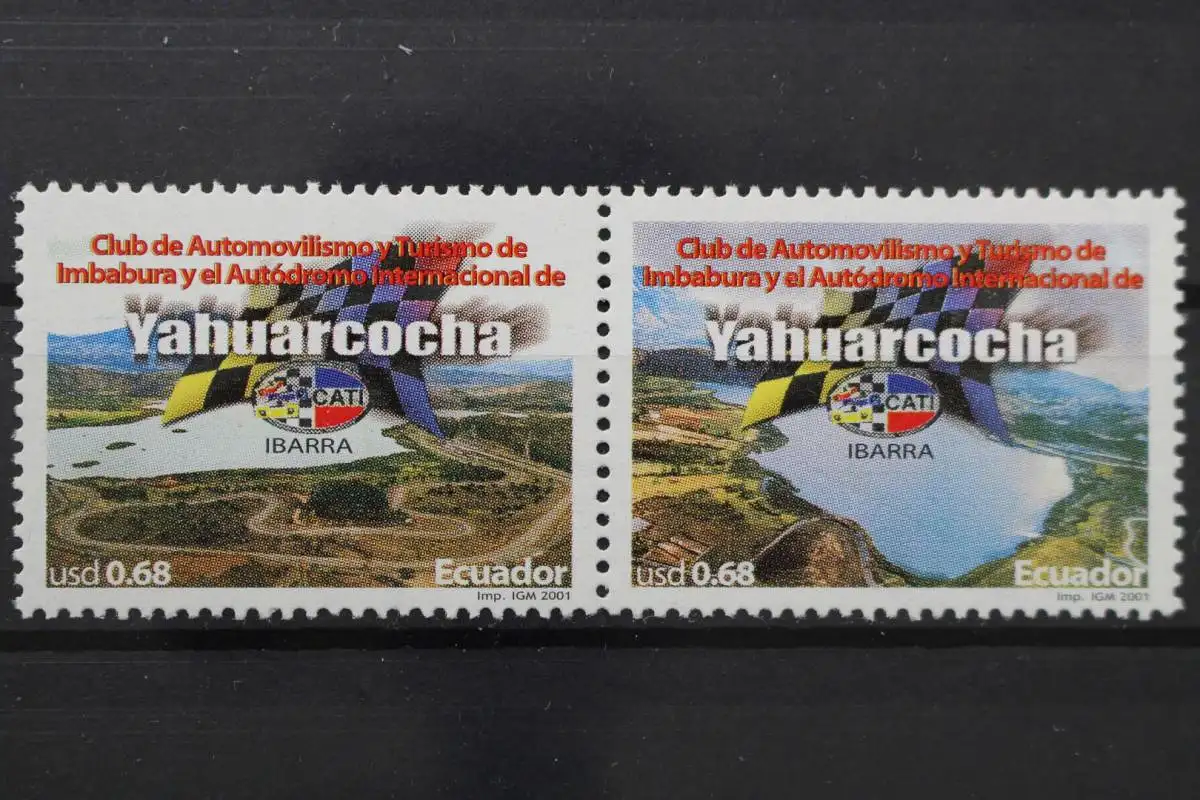 Club de Automovilismo y Turismo de
Imbabura y el Autódromo Internacional de
Yahuarcocha
CATI
IBARRA
usd 0.68
Ecuador
Imp. IGM 2001
Club de Automovilismo y Turismo de
Imbabura y el Autódromo Internacional de
Yahuarcocha
CATI
IBARRA
usd 0.68
Ecuador
Imp. IGM 2001